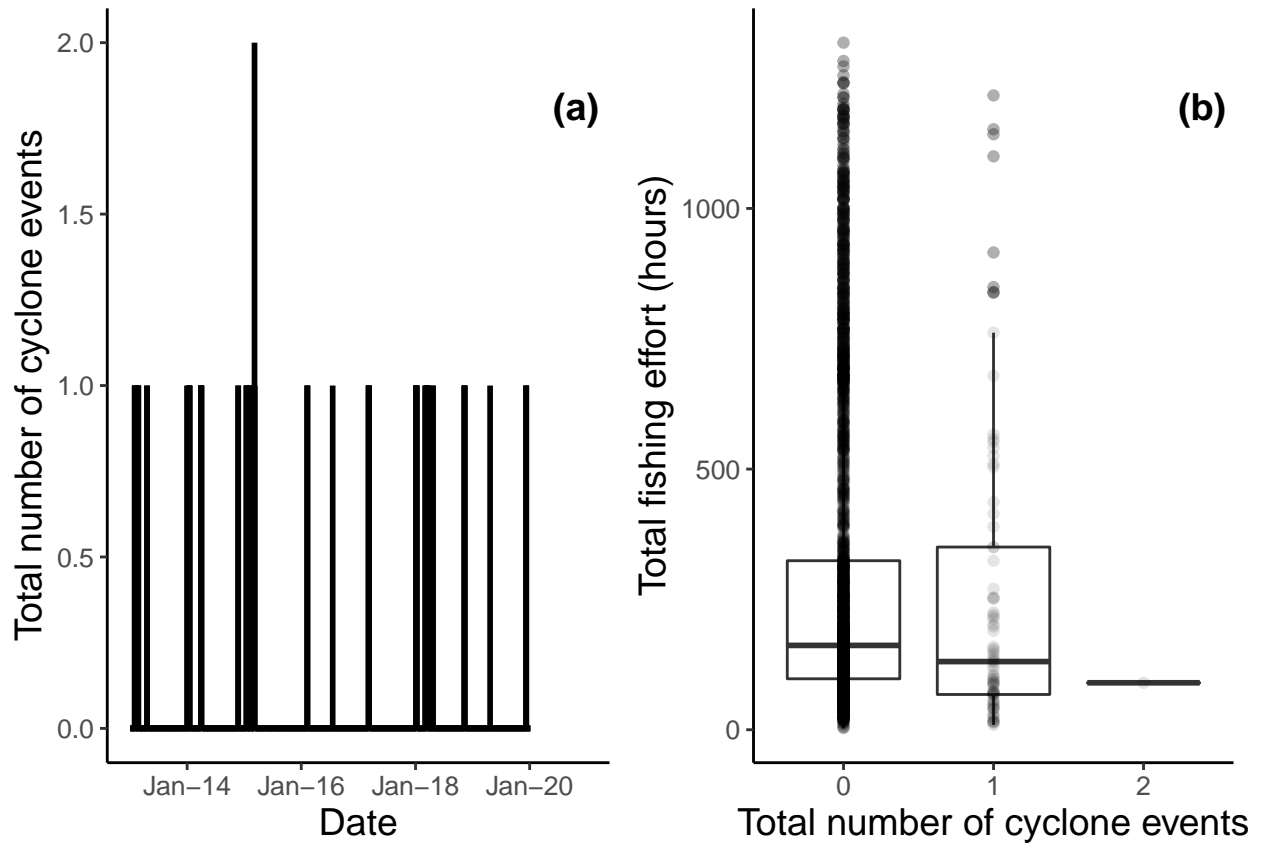 (a)
Total number of cyclone events
2.0
1.5
1.0
0.5
0.0
Jan−14 Jan−16 Jan−18 Jan−20
Date
(b)
Total fishing effort (hours)
1000
500
0
0 1 2
Total number of cyclone events